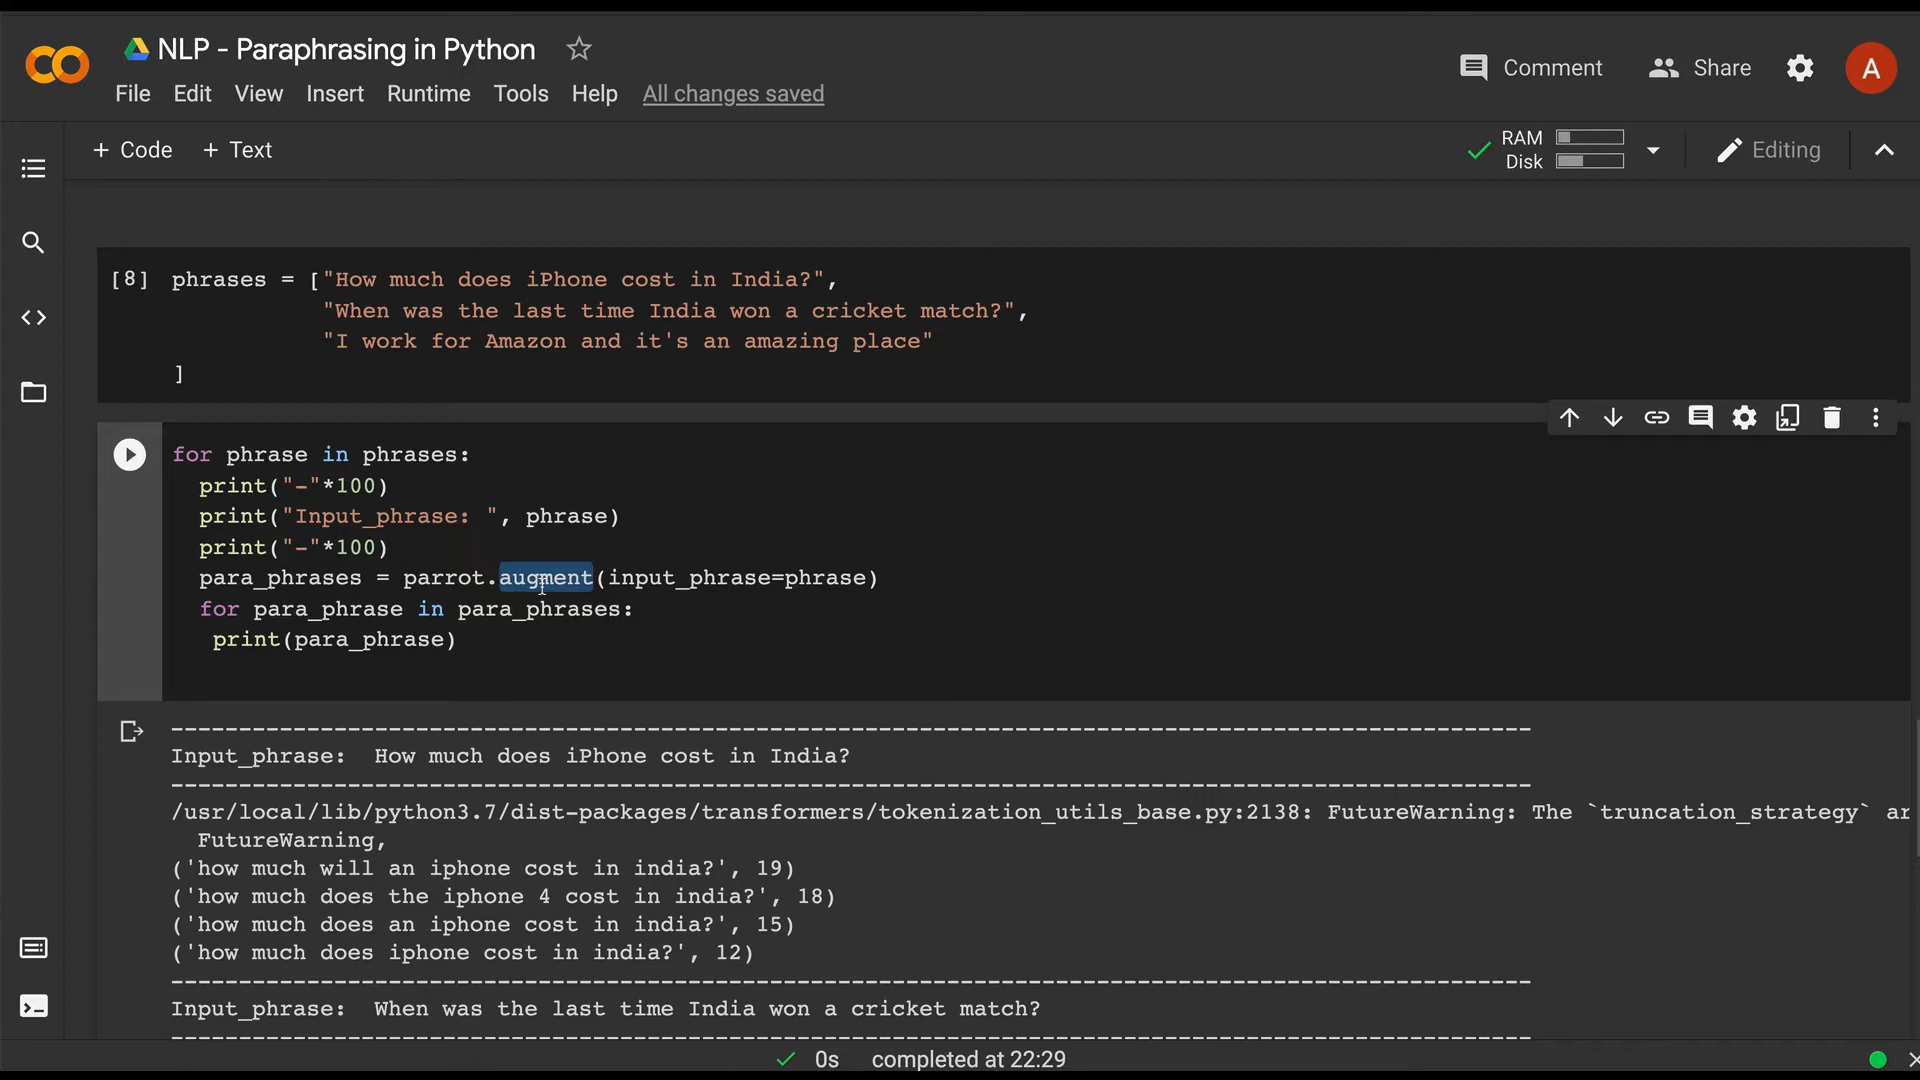 NLP - Paraphrasing in Python
Comment
Share
A
File Edit View Insert Runtime Tools Help All changes saved
+ Code + Text
RAM
Disk
Editing
[8] phrases = ["How much does iPhone cost in India?",
"When was the last time India won a cricket match?",
"I work for Amazon and it's an amazing place"
]
for phrase in phrases:
print("-"*100)
print("Input_phrase: ", phrase)
print("-"*100)
para_phrases = parrot.augment(input_phrase=phrase)
for para_phrase in para_phrases:
print(para_phrase)
----------------------------------------------------------------------------------------------------
Input_phrase:  How much does iPhone cost in India?
----------------------------------------------------------------------------------------------------
/usr/local/lib/python3.7/dist-packages/transformers/tokenization_utils_base.py:2138: FutureWarning: The `truncation_strategy` ar
FutureWarning,
('how much will an iphone cost in india?', 19)
('how much does the iphone 4 cost in india?', 18)
('how much does an iphone cost in india?', 15)
('how much does iphone cost in india?', 12)
----------------------------------------------------------------------------------------------------
Input_phrase:  When was the last time India won a cricket match?
----------------------------------------------------------------------------------------------------
0s completed at 22:29